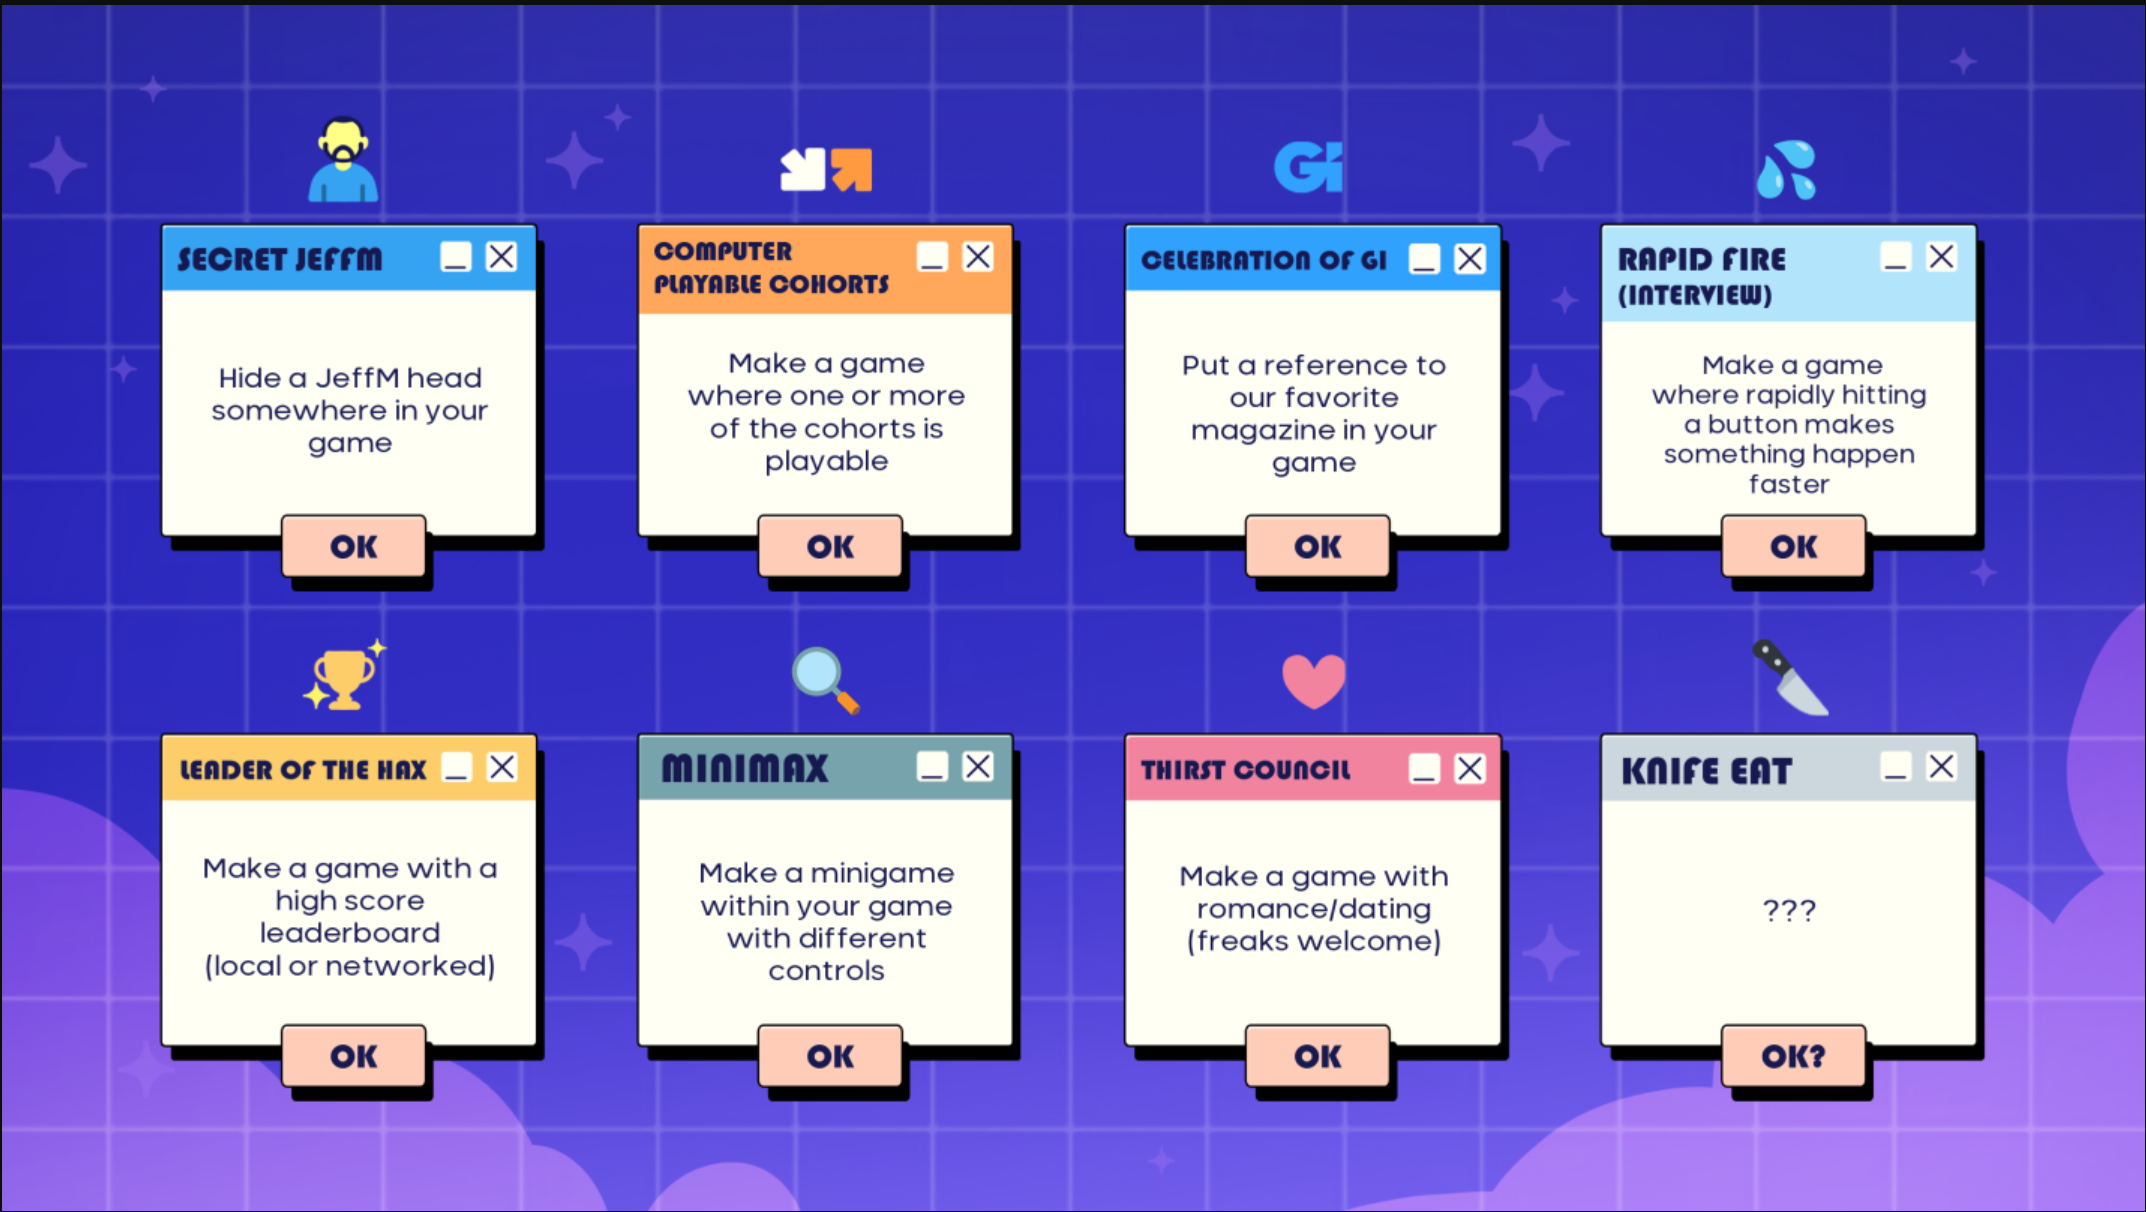 Gi
SECRET JEFFM
Hide a JeffM head
somewhere in your
game
OK
COMPUTER
PLAYABLE COHORTS
Make a game
where one or more
of the cohorts is
playable
OK
CELEBRATION OF GI
Put a reference to
our favorite
magazine in your
game
OK
RAPID FIRE
(INTERVIEW)
Make a game
where rapidly hitting
a button makes
something happen
faster
OK
LEADER OF THE HAX
Make a game with a
high score
leaderboard
(local or networked)
OK
MINIMAX
Make a minigame
within your game
with different
controls
OK
THIRST COUNCIL
Make a game with
romance/dating
(freaks welcome)
OK
KNIFE EAT
???
OK?